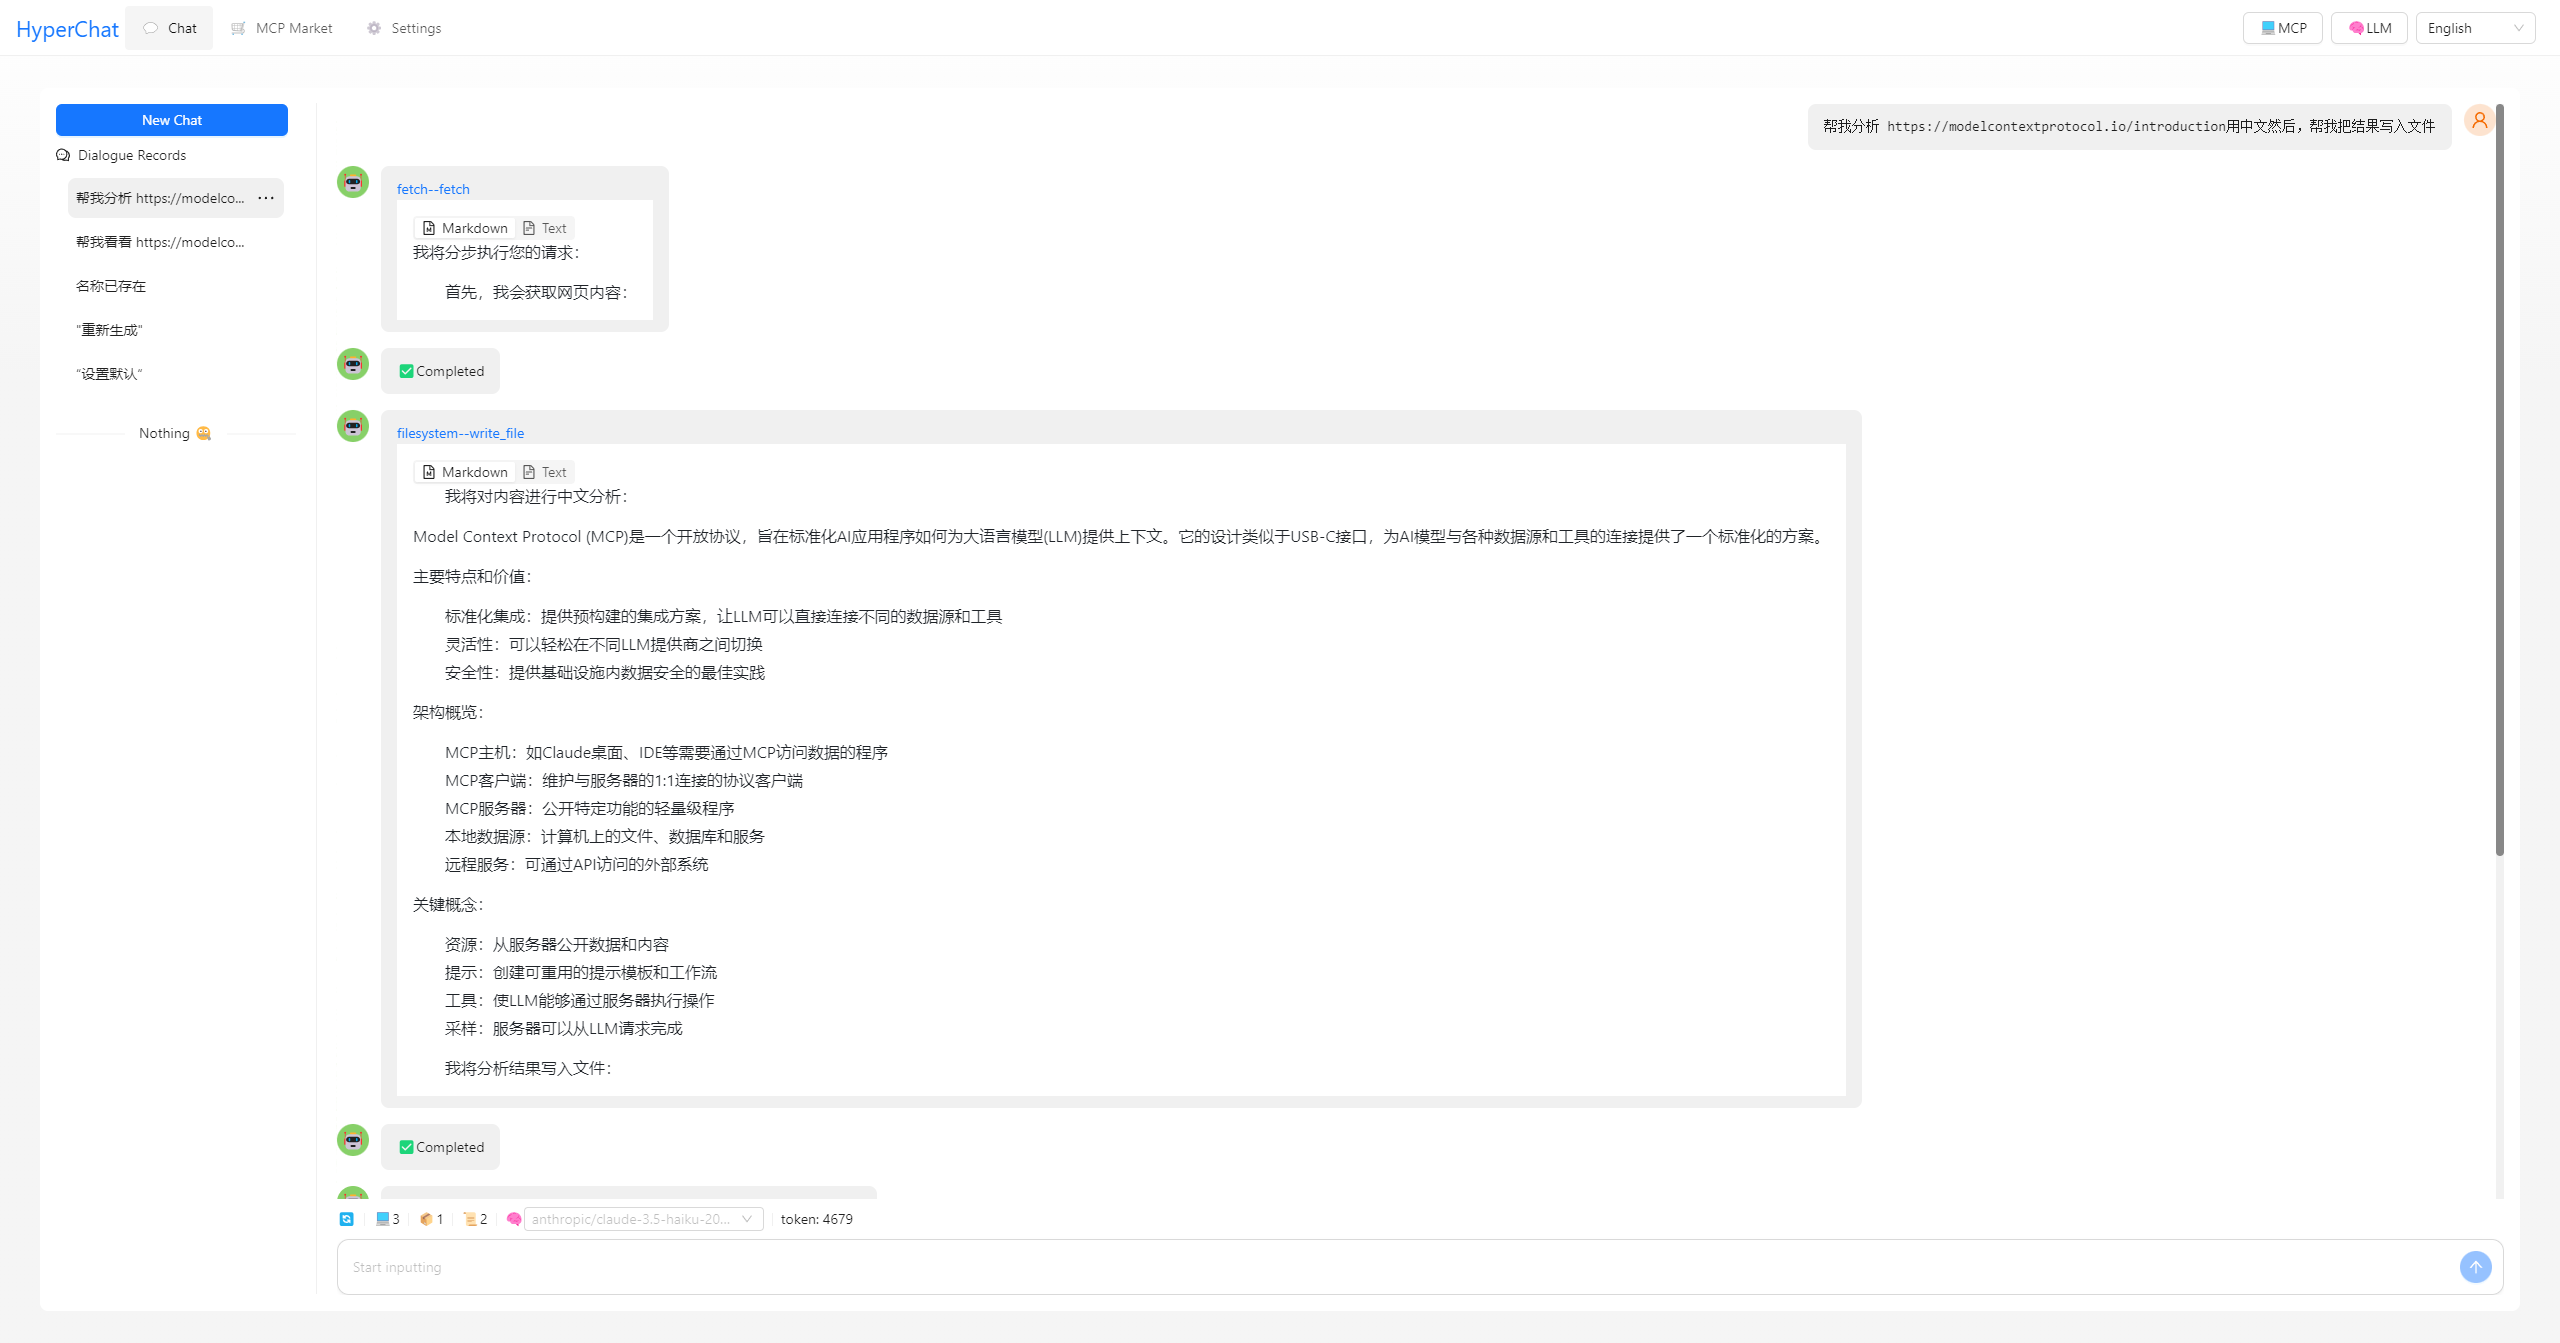 HyperChat
Chat
MCP Market
Settings
MCP
LLM
English
New Chat
Dialogue Records
帮我分析 https://modelco...
帮我看看 https://modelco...
名称已存在
"重新生成"
“设置默认”
Nothing
帮我分析 https://modelcontextprotocol.io/introduction用中文然后，帮我把结果写入文件
fetch--fetch
Markdown
Text
我将分步执行您的请求：
首先，我会获取网页内容：
Completed
filesystem--write_file
Markdown
Text
我将对内容进行中文分析：
Model Context Protocol (MCP)是一个开放协议，旨在标准化AI应用程序如何为大语言模型(LLM)提供上下文。它的设计类似于USB-C接口，为AI模型与各种数据源和工具的连接提供了一个标准化的方案。
主要特点和价值：
标准化集成：提供预构建的集成方案，让LLM可以直接连接不同的数据源和工具
灵活性：可以轻松在不同LLM提供商之间切换
安全性：提供基础设施内数据安全的最佳实践
架构概览：
MCP主机：如Claude桌面、IDE等需要通过MCP访问数据的程序
MCP客户端：维护与服务器的1:1连接的协议客户端
MCP服务器：公开特定功能的轻量级程序
本地数据源：计算机上的文件、数据库和服务
远程服务：可通过API访问的外部系统
关键概念：
资源：从服务器公开数据和内容
提示：创建可重用的提示模板和工作流
工具：使LLM能够通过服务器执行操作
采样：服务器可以从LLM请求完成
我将分析结果写入文件：
Completed
3
1
2
anthropic/claude-3.5-haiku-20...
token: 4679
Start inputting